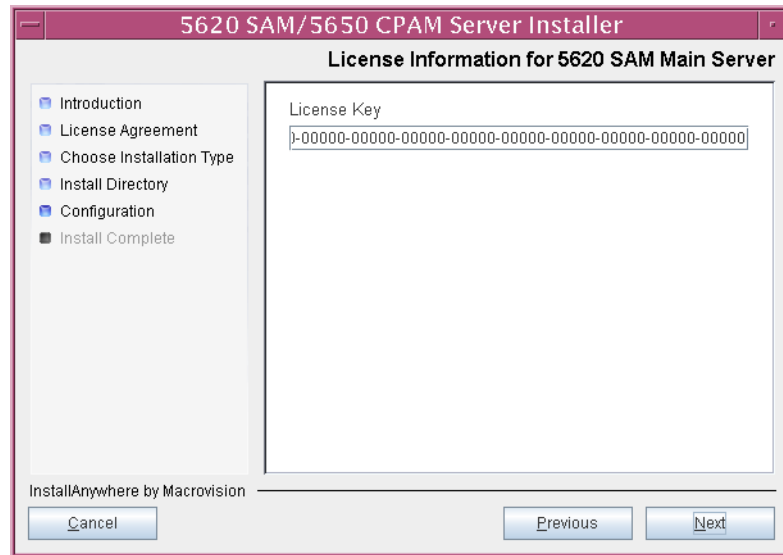 5620 SAM/5650 CPAM Server Installer
License Information for 5620 SAM Main Server
Introduction
License Agreement
Choose Installation Type
Install Directory
Configuration
Install Complete
License Key
)-00000-00000-00000-00000-00000-00000-00000-00000-00000
InstallAnywhere by Macrovision
Cancel
Previous
Next